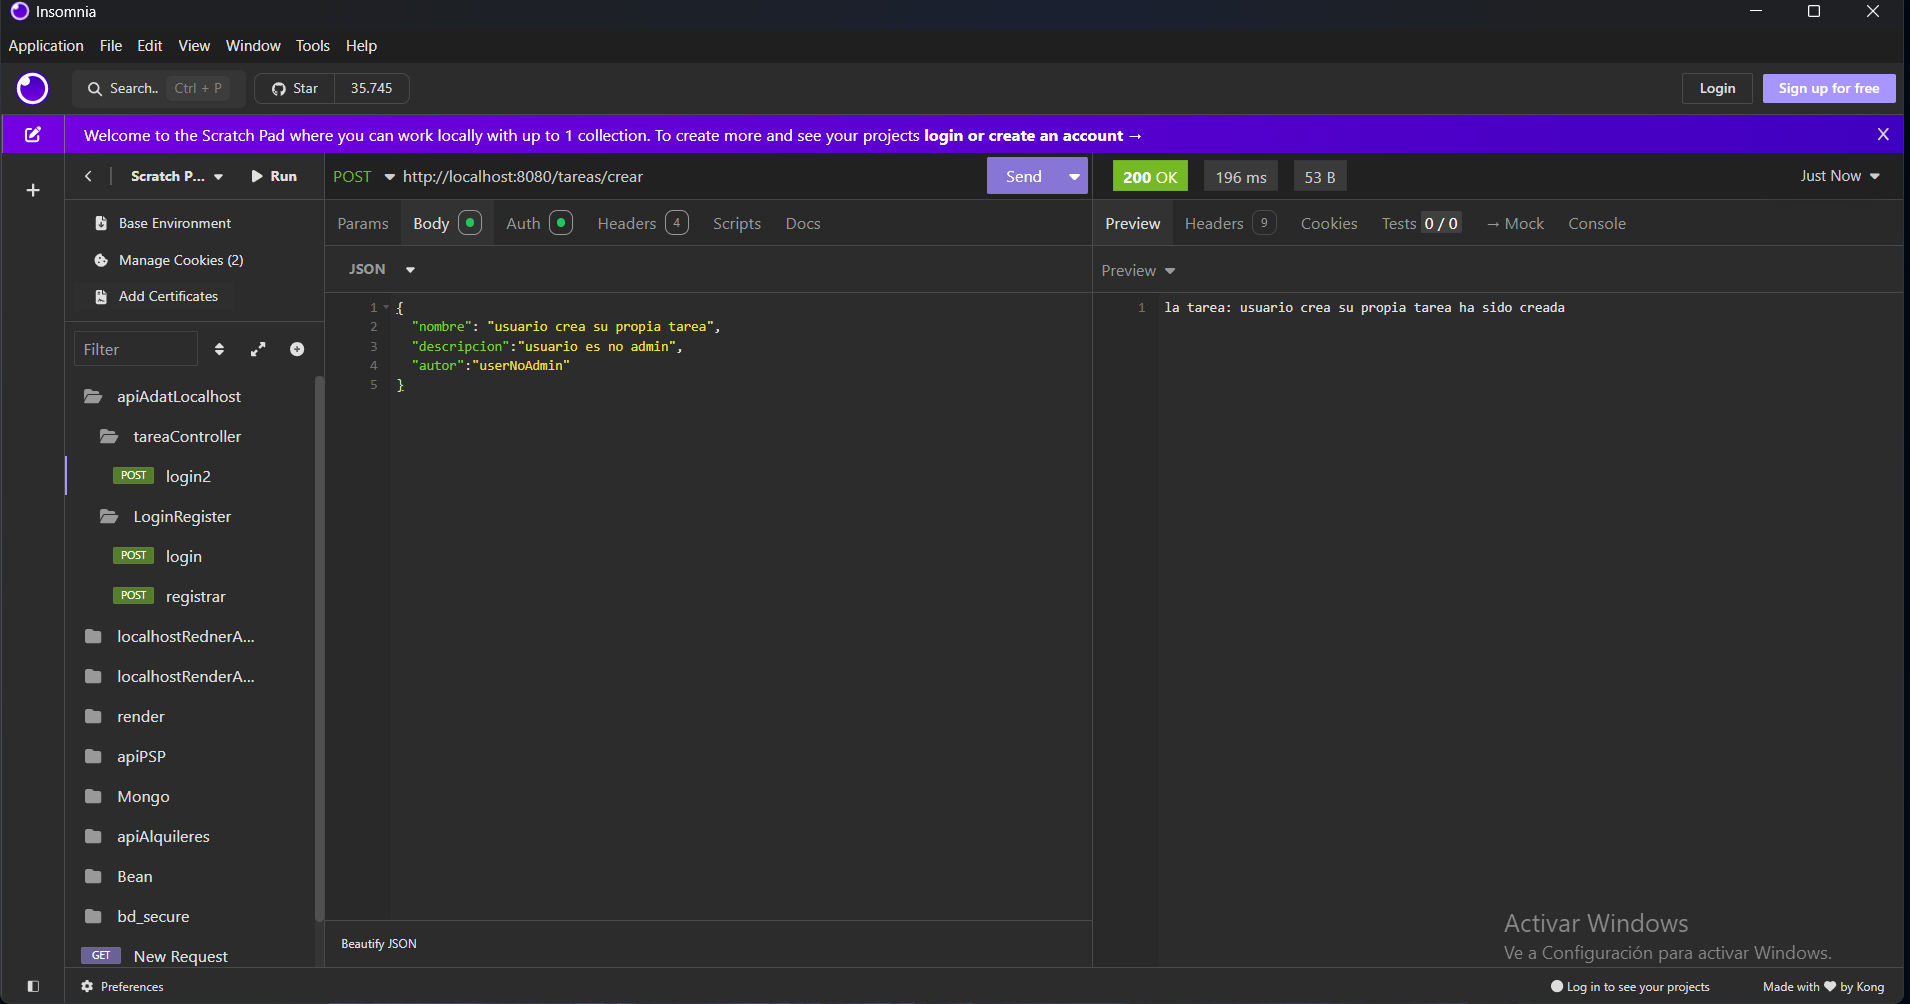 Insomnia
Application File Edit View Window Tools Help
Search.. Ctrl + P Star 35.745 Login Sign up for free
Welcome to the Scratch Pad where you can work locally with up to 1 collection. To create more and see your projects login or create an account →
Scratch P... Run
POST http://localhost:8080/tareas/crear Send
200 OK 196 ms 53 B Just Now
Base Environment
Manage Cookies (2)
Add Certificates
Filter
apiAdatLocalhost
tareaController
POST login2
LoginRegister
POST login
POST registrar
localhostRednerA...
localhostRenderA...
render
apiPSP
Mongo
apiAlquileres
Bean
bd_secure
GET New Request
Params Body Auth Headers 4 Scripts Docs
JSON
1 {
2 "nombre": "usuario crea su propia tarea",
3 "descripcion":"usuario es no admin",
4 "autor":"userNoAdmin"
5 }
Beautify JSON
Preview Headers 9 Cookies Tests 0 / 0 → Mock Console
Preview
1 la tarea: usuario crea su propia tarea ha sido creada
Activar Windows
Ve a Configuración para activar Windows.
Preferences
Log in to see your projects
Made with ♥ by Kong